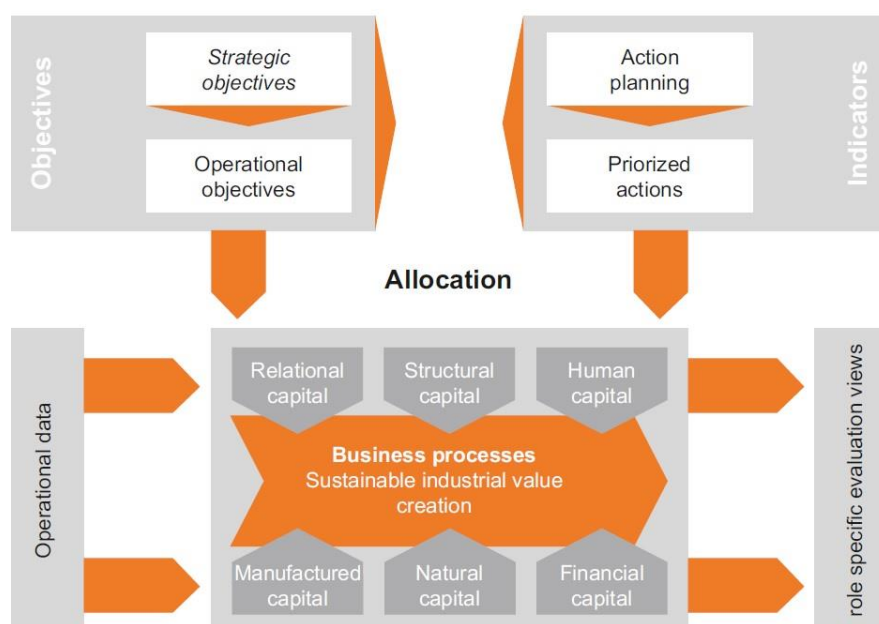 Objectives
Strategic
objectives
Operational
objectives
Action
planning
Priorized
actions
Indicators
Allocation
Operational data
Relational
capital
Structural
capital
Human
capital
Business processes
Sustainable industrial value
creation
Manufactured
capital
Natural
capital
Financial
capital
role specific evaluation views